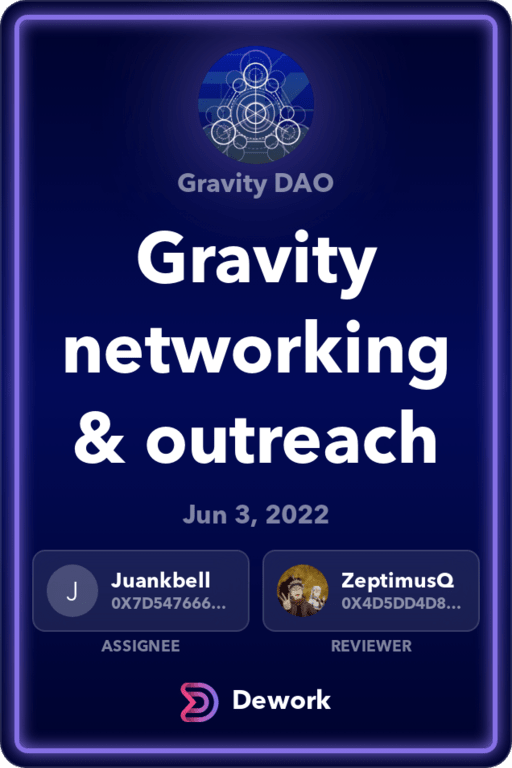 Gravity DAO
Gravity
networking
& outreach
Jun 3, 2022
J
Juankbell
0X7D547666...
ZeptimusQ
0X4D5DD4D8...
ASSIGNEE
REVIEWER
Dework